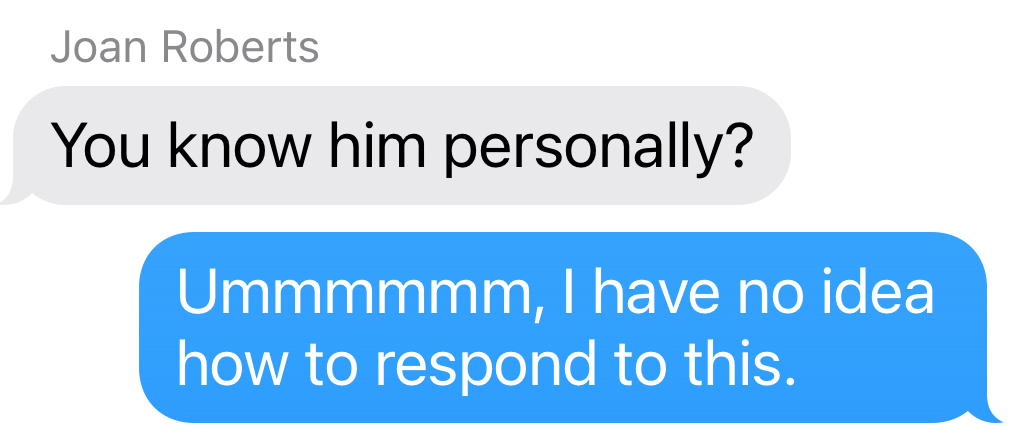 Joan Roberts
You know him personally?
Ummmmmm, I have no idea
how to respond to this.